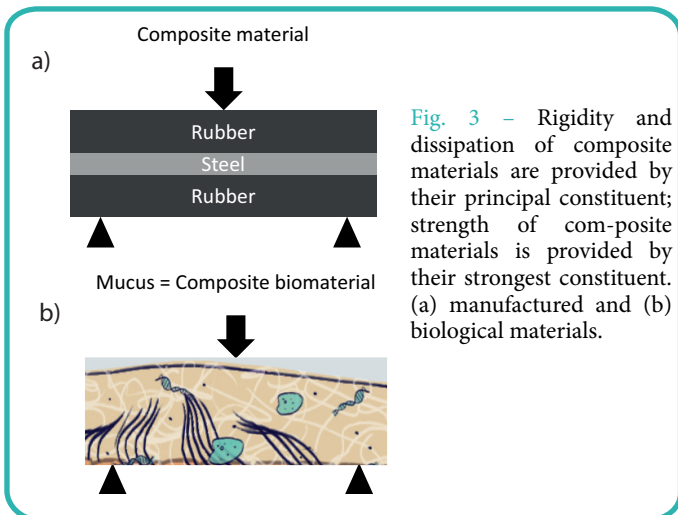 Composite material
a)
Rubber
Steel
Rubber
Mucus = Composite biomaterial
b)
Fig. 3 – Rigidity and
dissipation of composite
materials are provided by
their principal constituent;
strength of com-posite
materials is provided by
their strongest constituent.
(a) manufactured and (b)
biological materials.